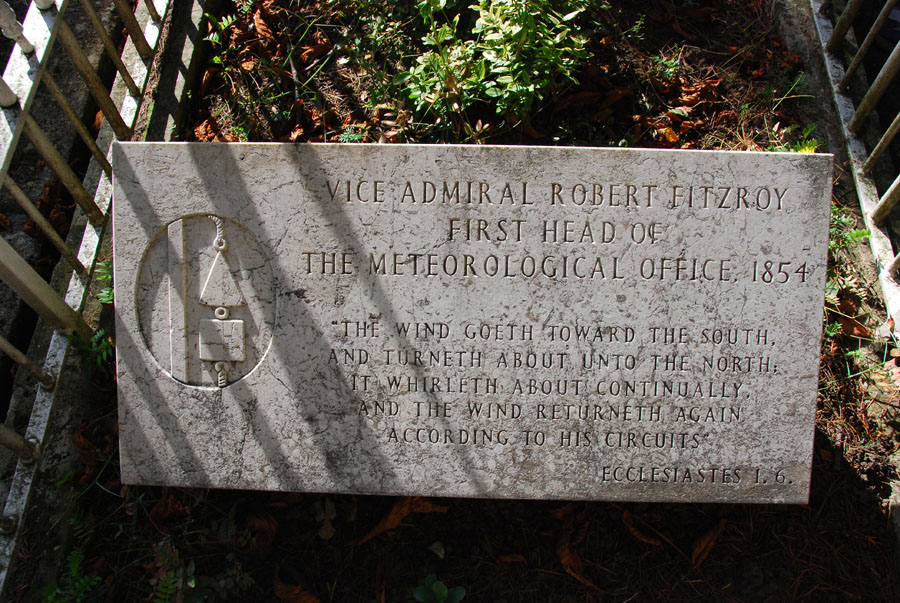 VICE ADMIRAL ROBERT FITZROY
FIRST HEAD OF
THE METEOROLOGICAL OFFICE. 1854
"THE WIND GOETH TOWARD THE SOUTH,
AND TURNETH ABOUT UNTO THE NORTH;
IT WHIRLETH ABOUT CONTINUALLY,
AND THE WIND RETURNETH AGAIN
ACCORDING TO HIS CIRCUITS"
ECCLESIASTES 1. 6.